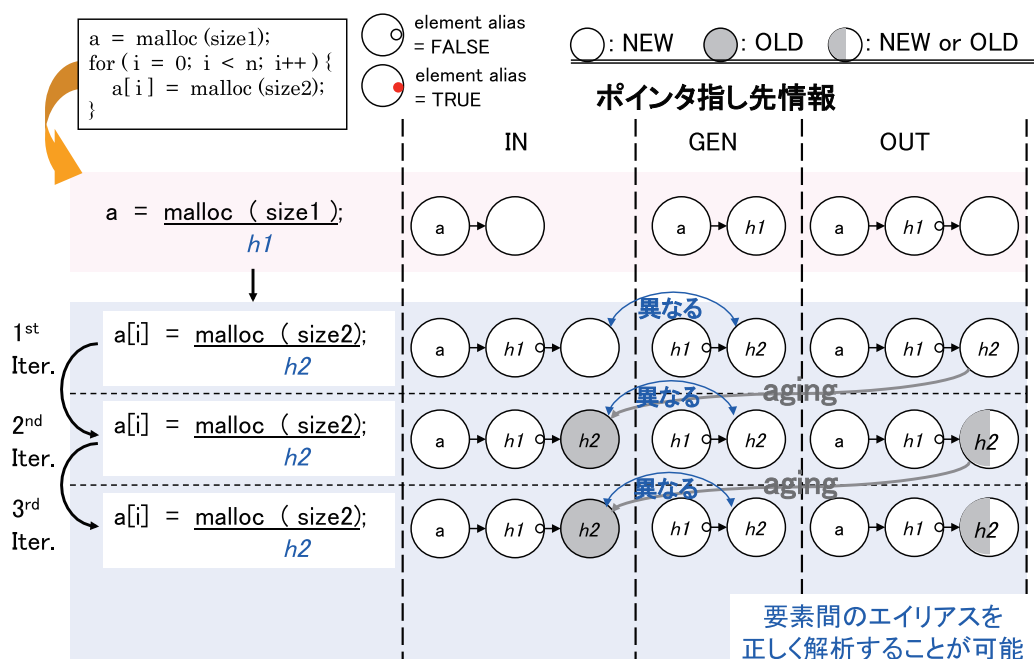 a = malloc (size1);
for ( i = 0; i < n; i++ ) {
a[ i ] = malloc (size2);
}
element alias
= FALSE
element alias
= TRUE
: NEW : OLD : NEW or OLD
ポインタ指し先情報
IN GEN OUT
a = malloc ( size1 );
h1
a a h1 a h1
1st
Iter.
a[i] = malloc ( size2);
h2
異なる
a h1 h1 h2 a h1 h2
aging
2nd
Iter.
a[i] = malloc ( size2);
h2
異なる
a h1 h2 h1 h2 a h1 h2
aging
3rd
Iter.
a[i] = malloc ( size2);
h2
異なる
a h1 h2 h1 h2 a h1 h2
要素間のエイリアスを
正しく解析することが可能